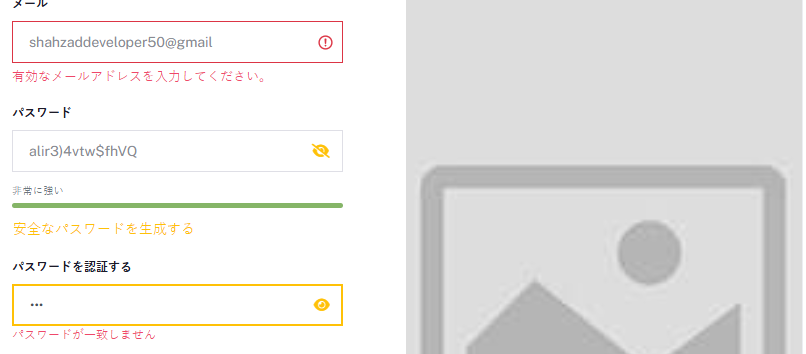 メール
shahzaddeveloper50@gmail
有効なメールアドレスを入力してください。
パスワード
alir3)4vtw$fhVQ
非常に強い
安全なパスワードを生成する
パスワードを認証する
•••
パスワードが一致しません